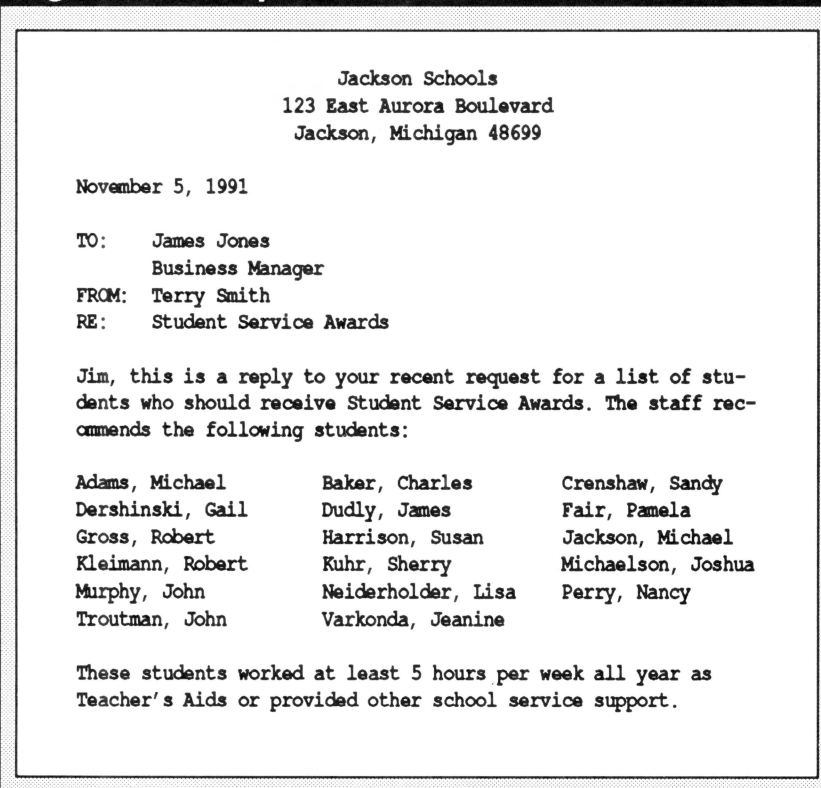 Jackson Schools
123 East Aurora Boulevard
Jackson, Michigan 48699
November 5, 1991
TO: James Jones
Business Manager
FROM: Terry Smith
RE: Student Service Awards
Jim, this is a reply to your recent request for a list of stu-
dents who should receive Student Service Awards. The staff rec-
ommends the following students:
Adams, Michael Baker, Charles Crenshaw, Sandy
Dershinski, Gail Dudly, James Fair, Pamela
Gross, Robert Harrison, Susan Jackson, Michael
Kleimann, Robert Kuhr, Sherry Michaelson, Joshua
Murphy, John Neiderholder, Lisa Perry, Nancy
Troutman, John Varkonda, Jeanine
These students worked at least 5 hours per week all year as
Teacher's Aids or provided other school service support.